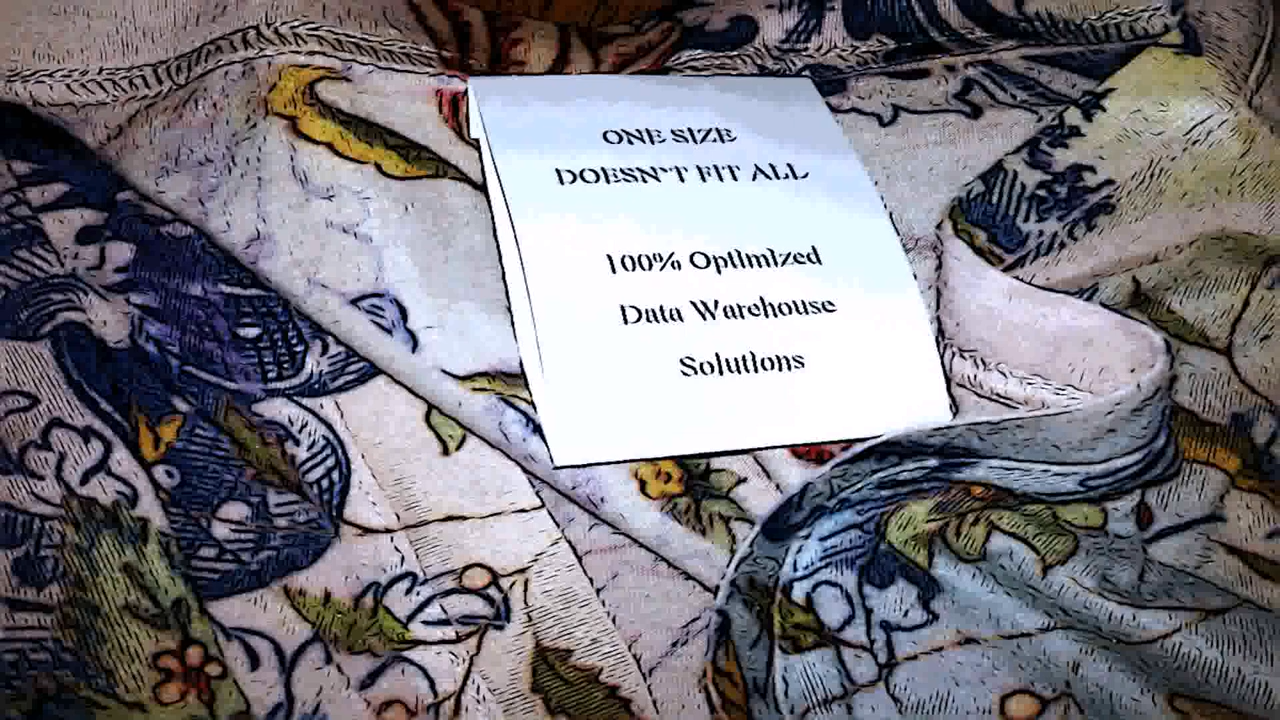 ONE SIZE
DOESN'T FIT ALL
100% Optimized
Data Warehouse
Solutions